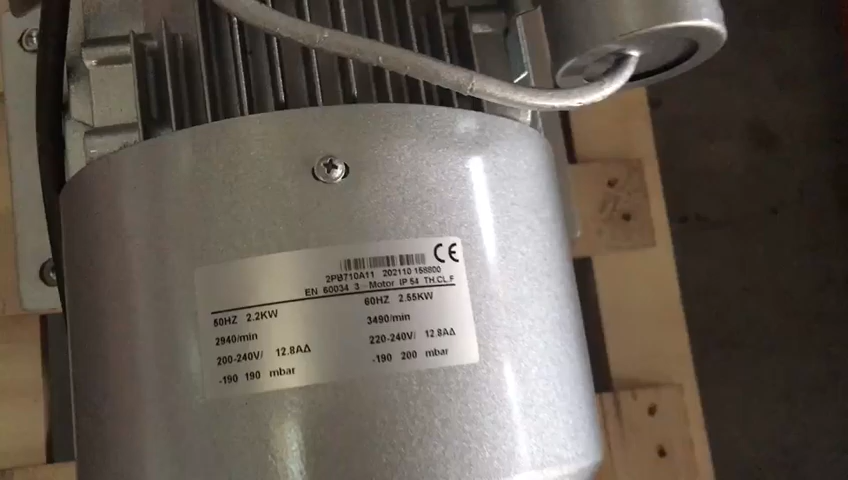 CE
2PB710A11 202110 158800
EN 60034 3~Motor IP 54 TH.CL.F
50HZ 2.2KW
2940/min
200-240V/ 12.8AΔ
-190 190 mbar
60HZ 2.55KW
3490/min
220-240V/ 12.8AΔ
-190 200 mbar